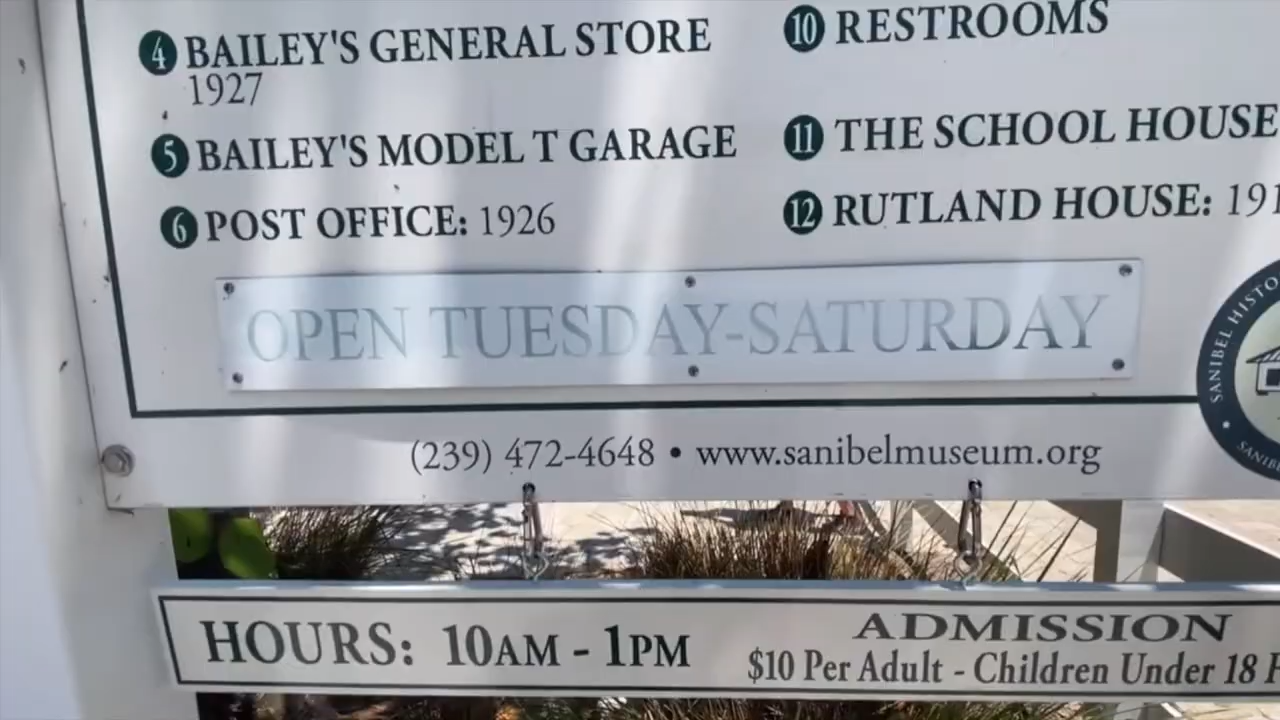 4 BAILEY'S GENERAL STORE
1927
5 BAILEY'S MODEL T GARAGE
6 POST OFFICE: 1926
10 RESTROOMS
11 THE SCHOOL HOUSE
12 RUTLAND HOUSE: 191
OPEN TUESDAY-SATURDAY
SANIBEL HISTO
(239) 472-4648 • www.sanibelmuseum.org
HOURS: 10AM - 1PM
ADMISSION
$10 Per Adult - Children Under 18